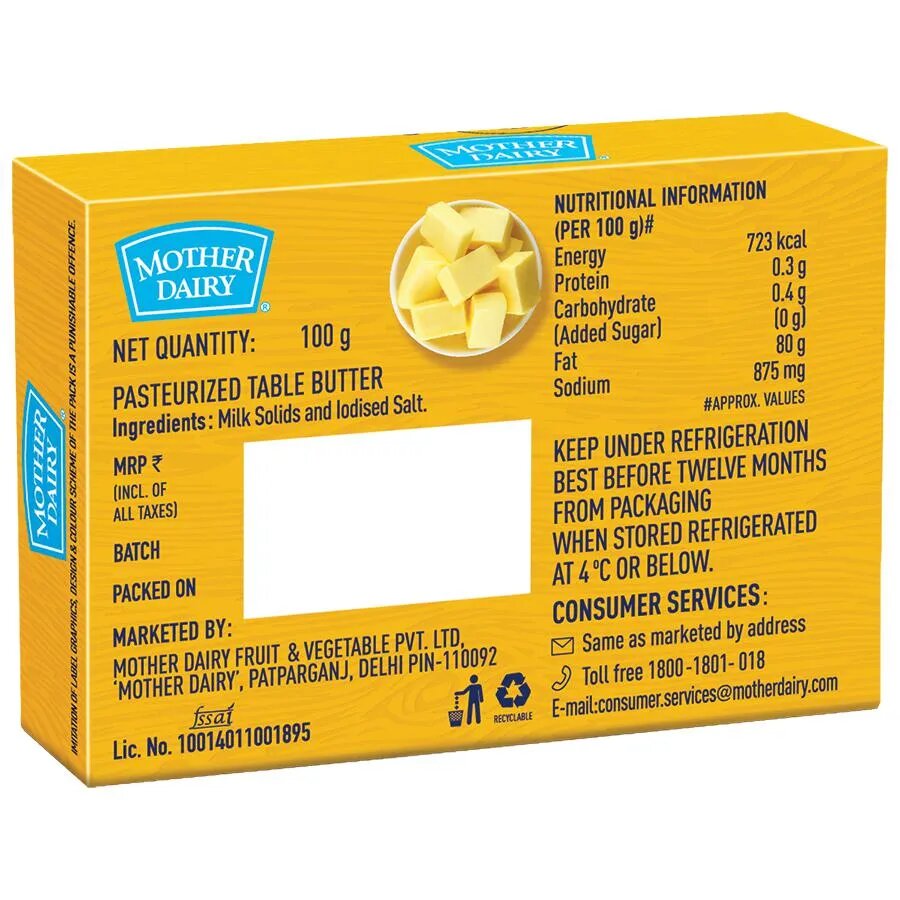 MOTHER
DAIRY
MOTHER
DAIRY
®
NET QUANTITY: 100 g
PASTEURIZED TABLE BUTTER
Ingredients: Milk Solids and Iodised Salt.
MRP ₹
(INCL. OF
ALL TAXES)
BATCH
PACKED ON
MARKETED BY:
MOTHER DAIRY FRUIT & VEGETABLE PVT. LTD,
'MOTHER DAIRY', PATPARGANJ, DELHI PIN-110092
fssai
Lic. No. 10014011001895
RECYCLABLE
NUTRITIONAL INFORMATION
(PER 100 g)#
Energy 723 kcal
Protein 0.3 g
Carbohydrate 0.4 g
(Added Sugar) (0 g)
Fat 80 g
Sodium 875 mg
#APPROX. VALUES
KEEP UNDER REFRIGERATION
BEST BEFORE TWELVE MONTHS
FROM PACKAGING
WHEN STORED REFRIGERATED
AT 4 °C OR BELOW.
CONSUMER SERVICES:
Same as marketed by address
Toll free 1800-1801-018
E-mail:consumer.services@motherdairy.com
MOTHER
DAIRY
IMITATION OF LABEL GRAPHICS, DESIGN & COLOUR SCHEME OF THE PACK IS A PUNISHABLE OFFENCE.